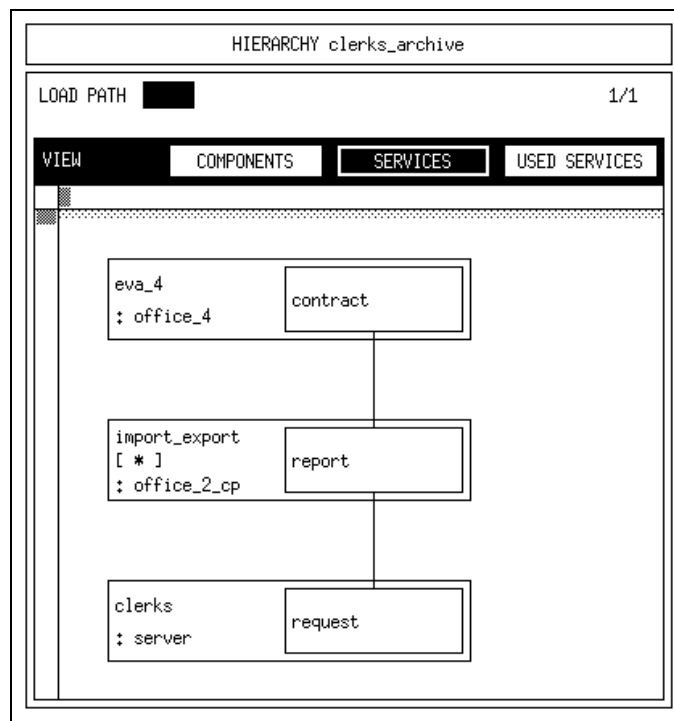 HIERARCHY clerks_archive
LOAD PATH 1/1
VIEW COMPONENTS SERVICES USED SERVICES
eva_4
: office_4
contract
import_export
[ * ]
: office_2_cp
report
clerks
: server
request